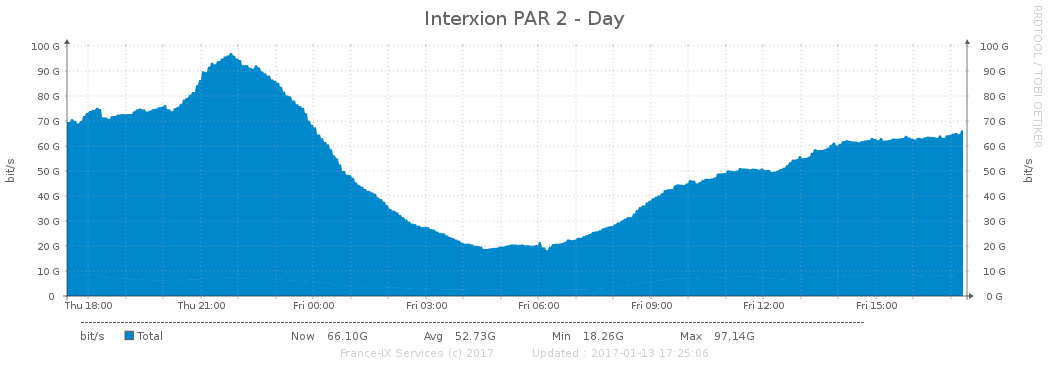 Interxion PAR 2 - Day
RRDTOOL / TOBI OETIKER
bit/s
100 G
90 G
80 G
70 G
60 G
50 G
40 G
30 G
20 G
10 G
0
100 G
90 G
80 G
70 G
60 G
50 G
40 G
30 G
20 G
10 G
0 G
bit/s
Thu 18:00 Thu 21:00 Fri 00:00 Fri 03:00 Fri 06:00 Fri 09:00 Fri 12:00 Fri 15:00
bit/s Total Now 66.10G Avg 52.73G Min 18.26G Max 97.14G
France-IX Services (c) 2017 Updated : 2017-01-13 17:25:06